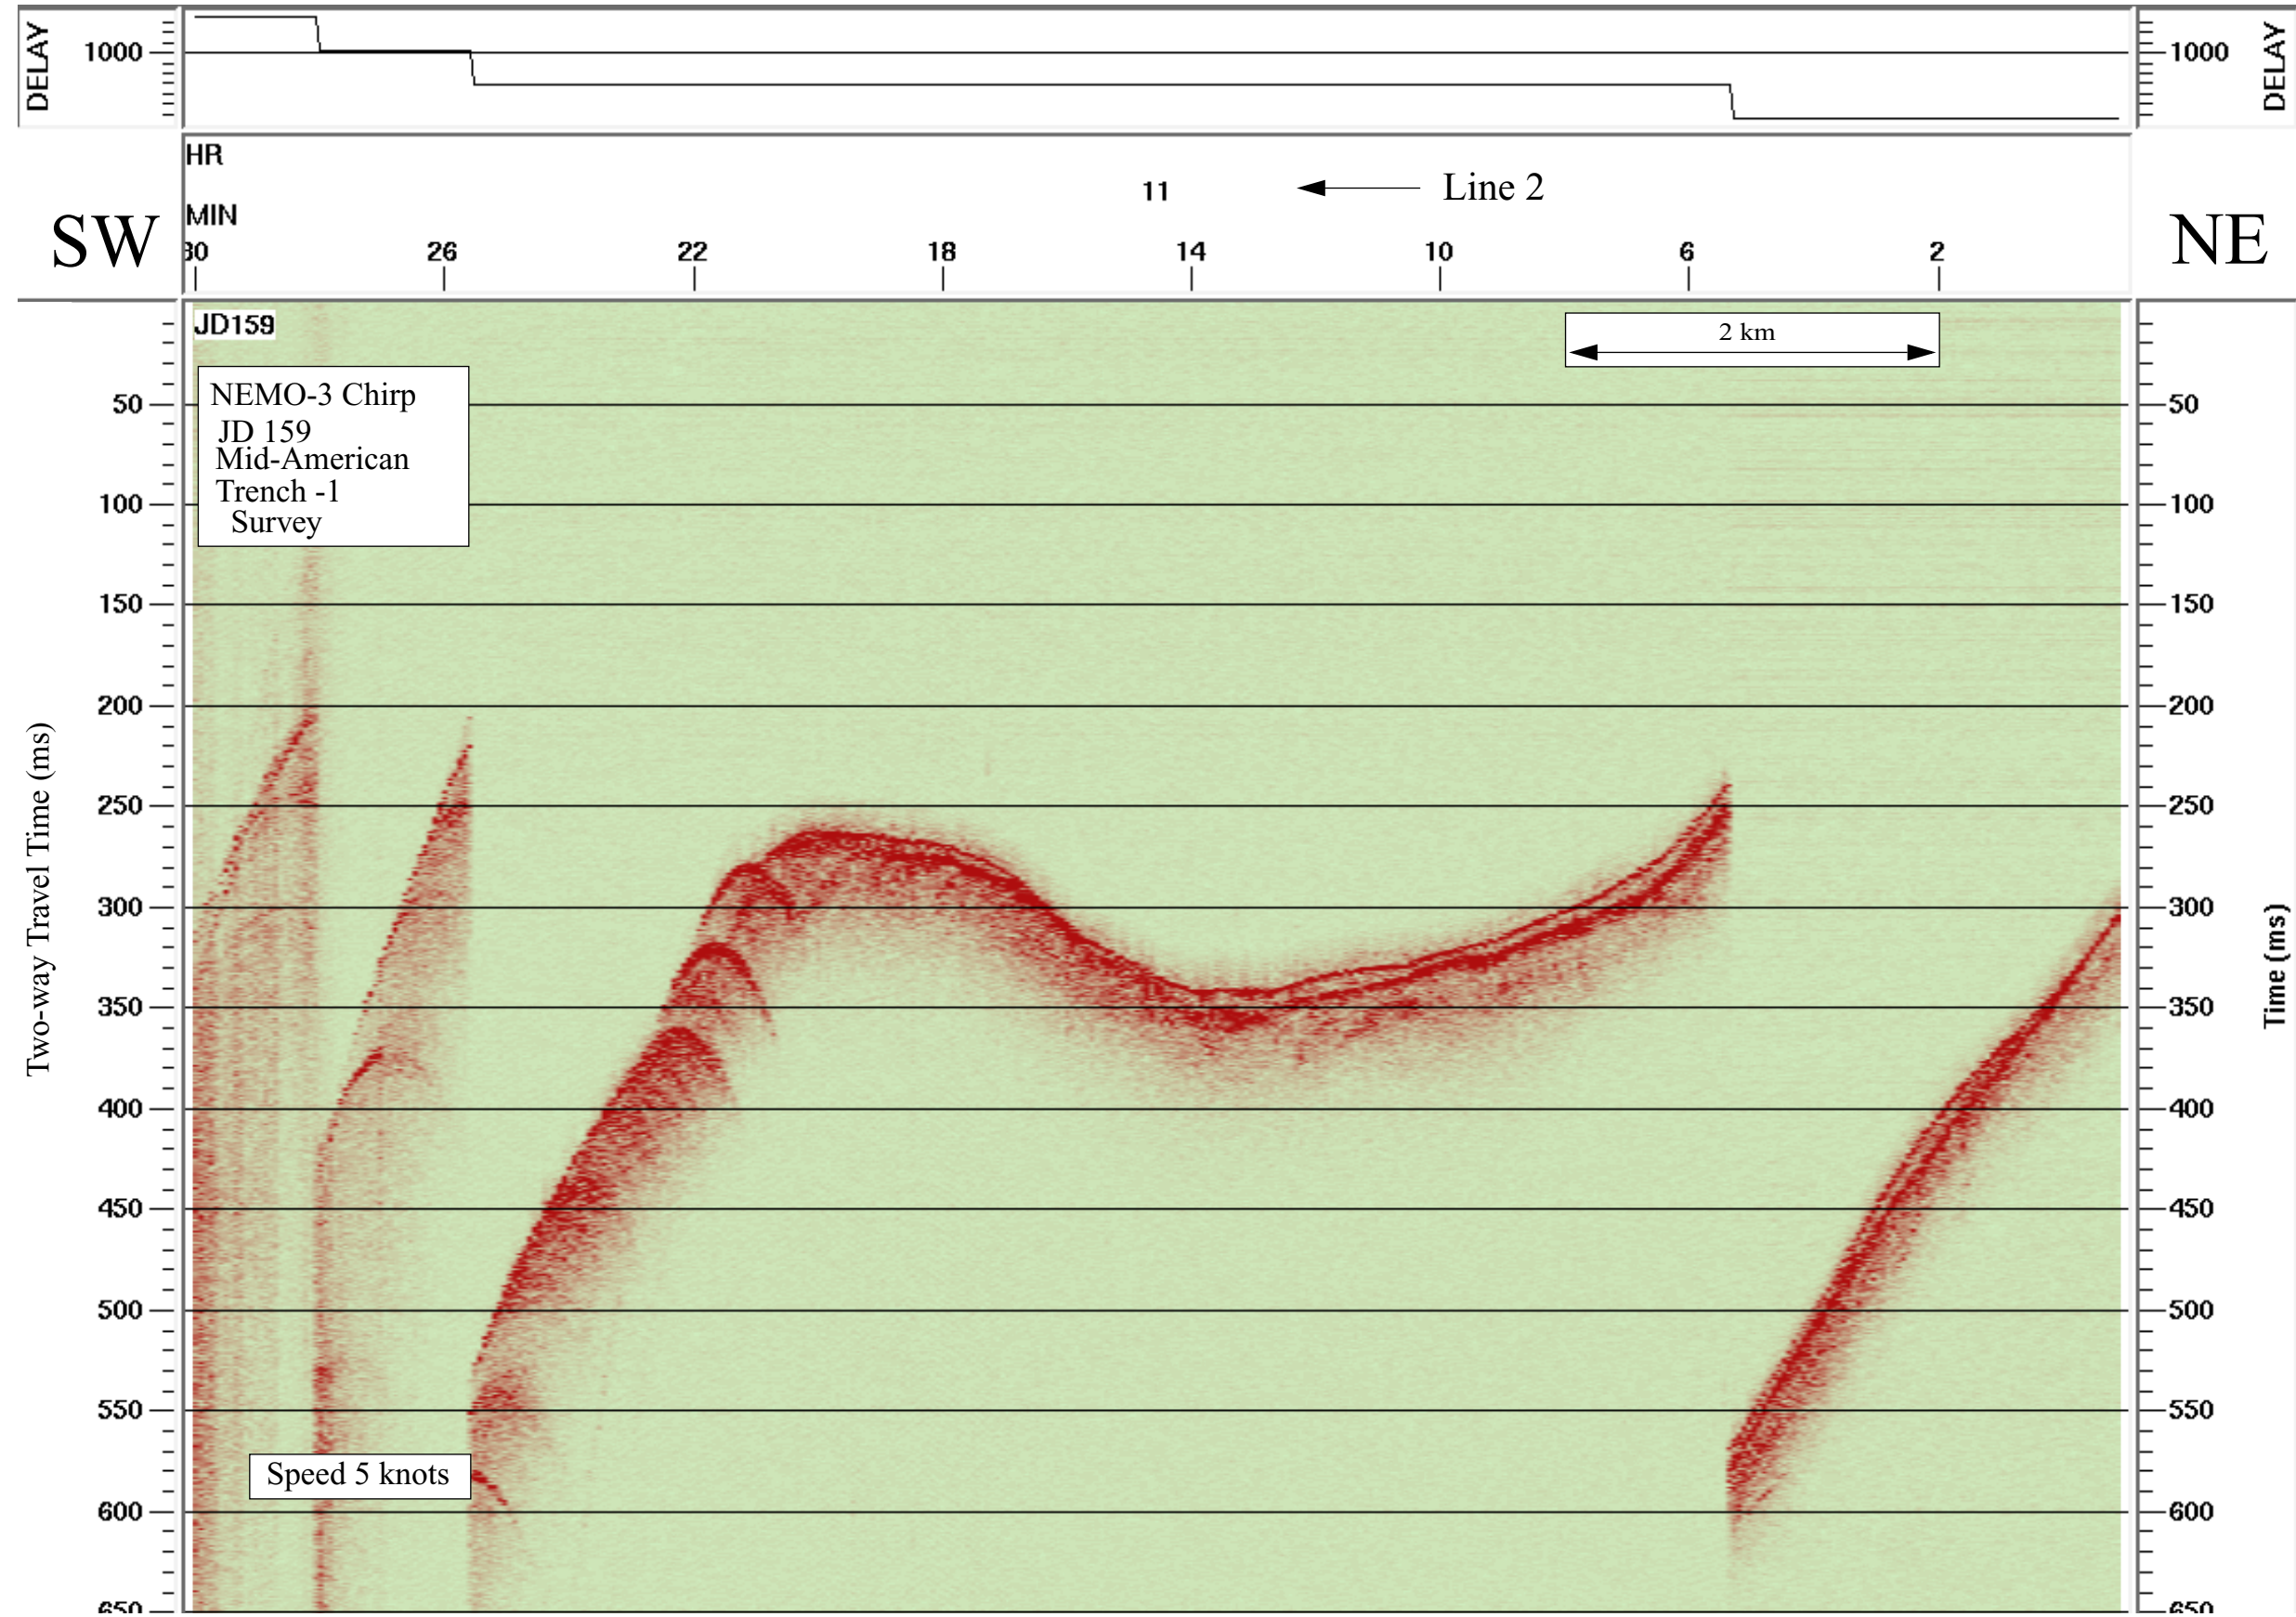 DELAY
1000
1000
DELAY
HR
11
Line 2
MIN
SW
NE
30 26 22 18 14 10 6 2
JD159
2 km
NEMO-3 Chirp
JD 159
Mid-American
Trench -1
Survey
50
100
150
200
250
300
350
400
450
500
550
600
650
Two-way Travel Time (ms)
Speed 5 knots
50
100
150
200
250
300
350
400
450
500
550
600
650
Time (ms)